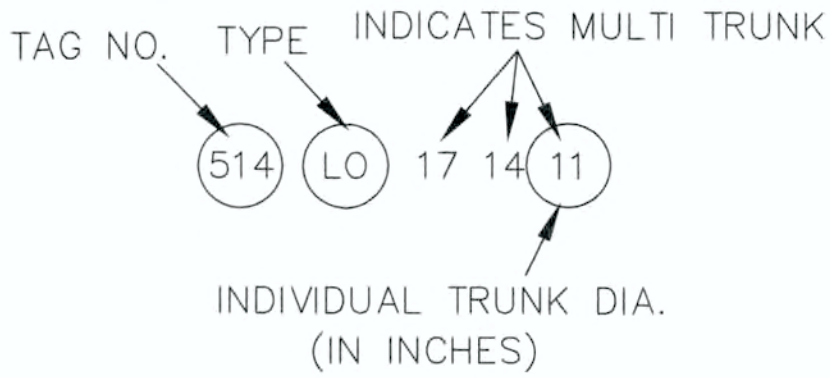 TAG NO. TYPE INDICATES MULTI TRUNK
514 LO 17 14 11
INDIVIDUAL TRUNK DIA.
(IN INCHES)